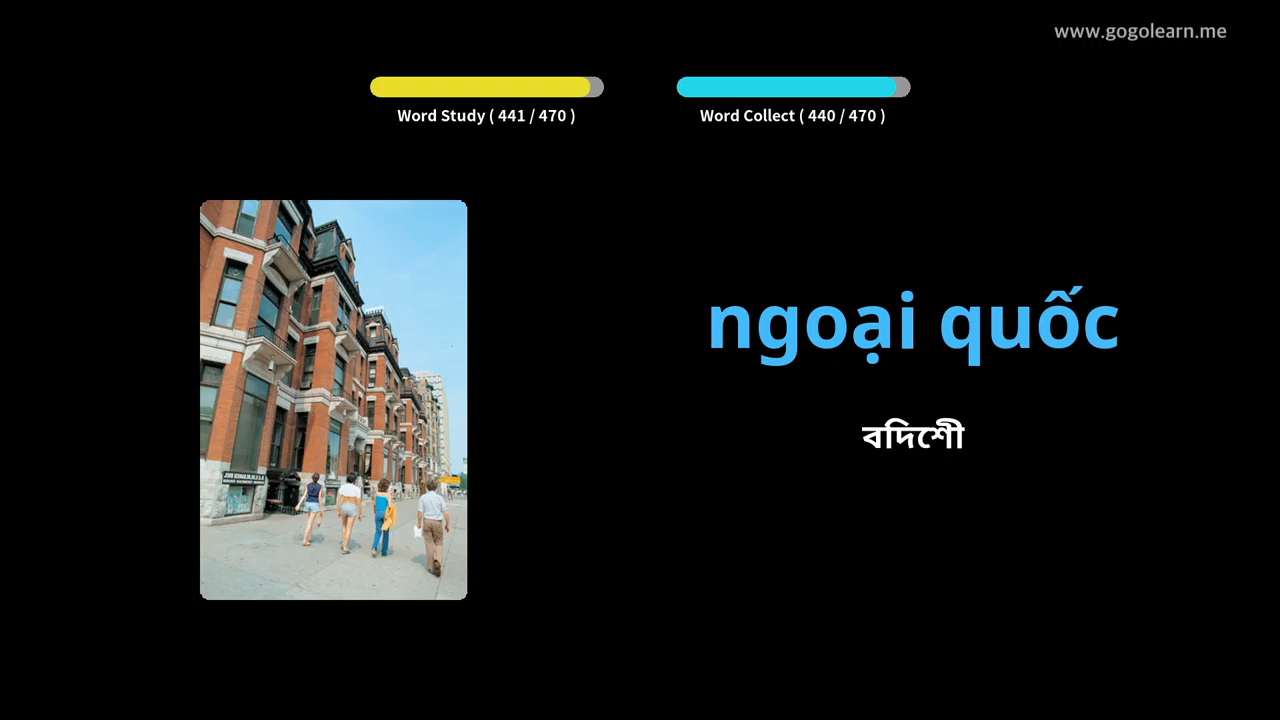 www.gogolearn.me
Word Study ( 441 / 470 )
Word Collect ( 440 / 470 )
ngoại quốc
বদিশেী